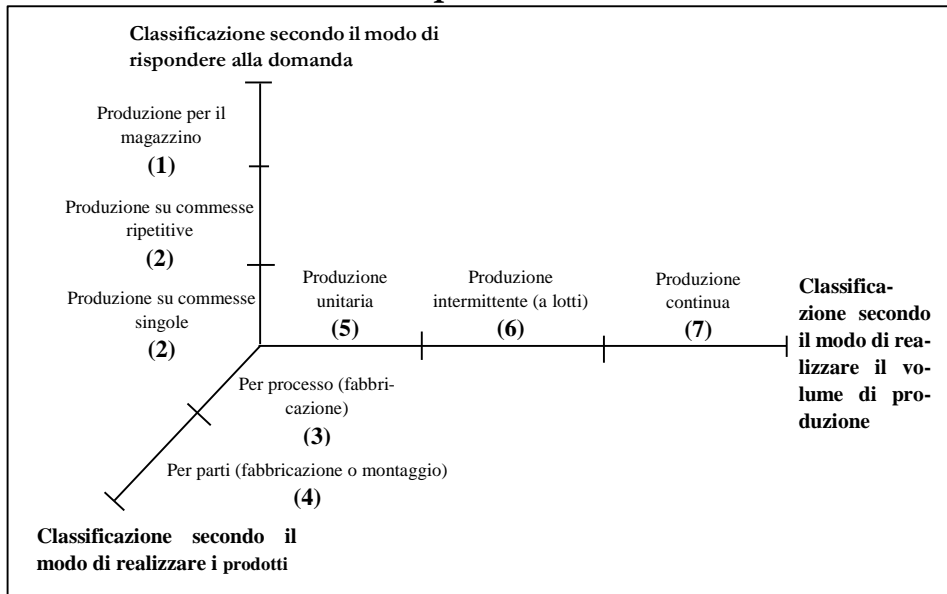 Classificazione secondo il modo di
rispondere alla domanda
Produzione per il
magazzino
(1)
Produzione su commesse
ripetitive
(2)
Produzione su commesse
singole
(2)
Produzione
unitaria
(5)
Produzione
intermittente (a lotti)
(6)
Produzione
continua
(7)
Classifica-
zione secondo
il modo di rea-
lizzare il vo-
lume di pro-
duzione
Per processo (fabbri-
cazione)
(3)
Per parti (fabbricazione o montaggio)
(4)
Classificazione secondo il
modo di realizzare i prodotti